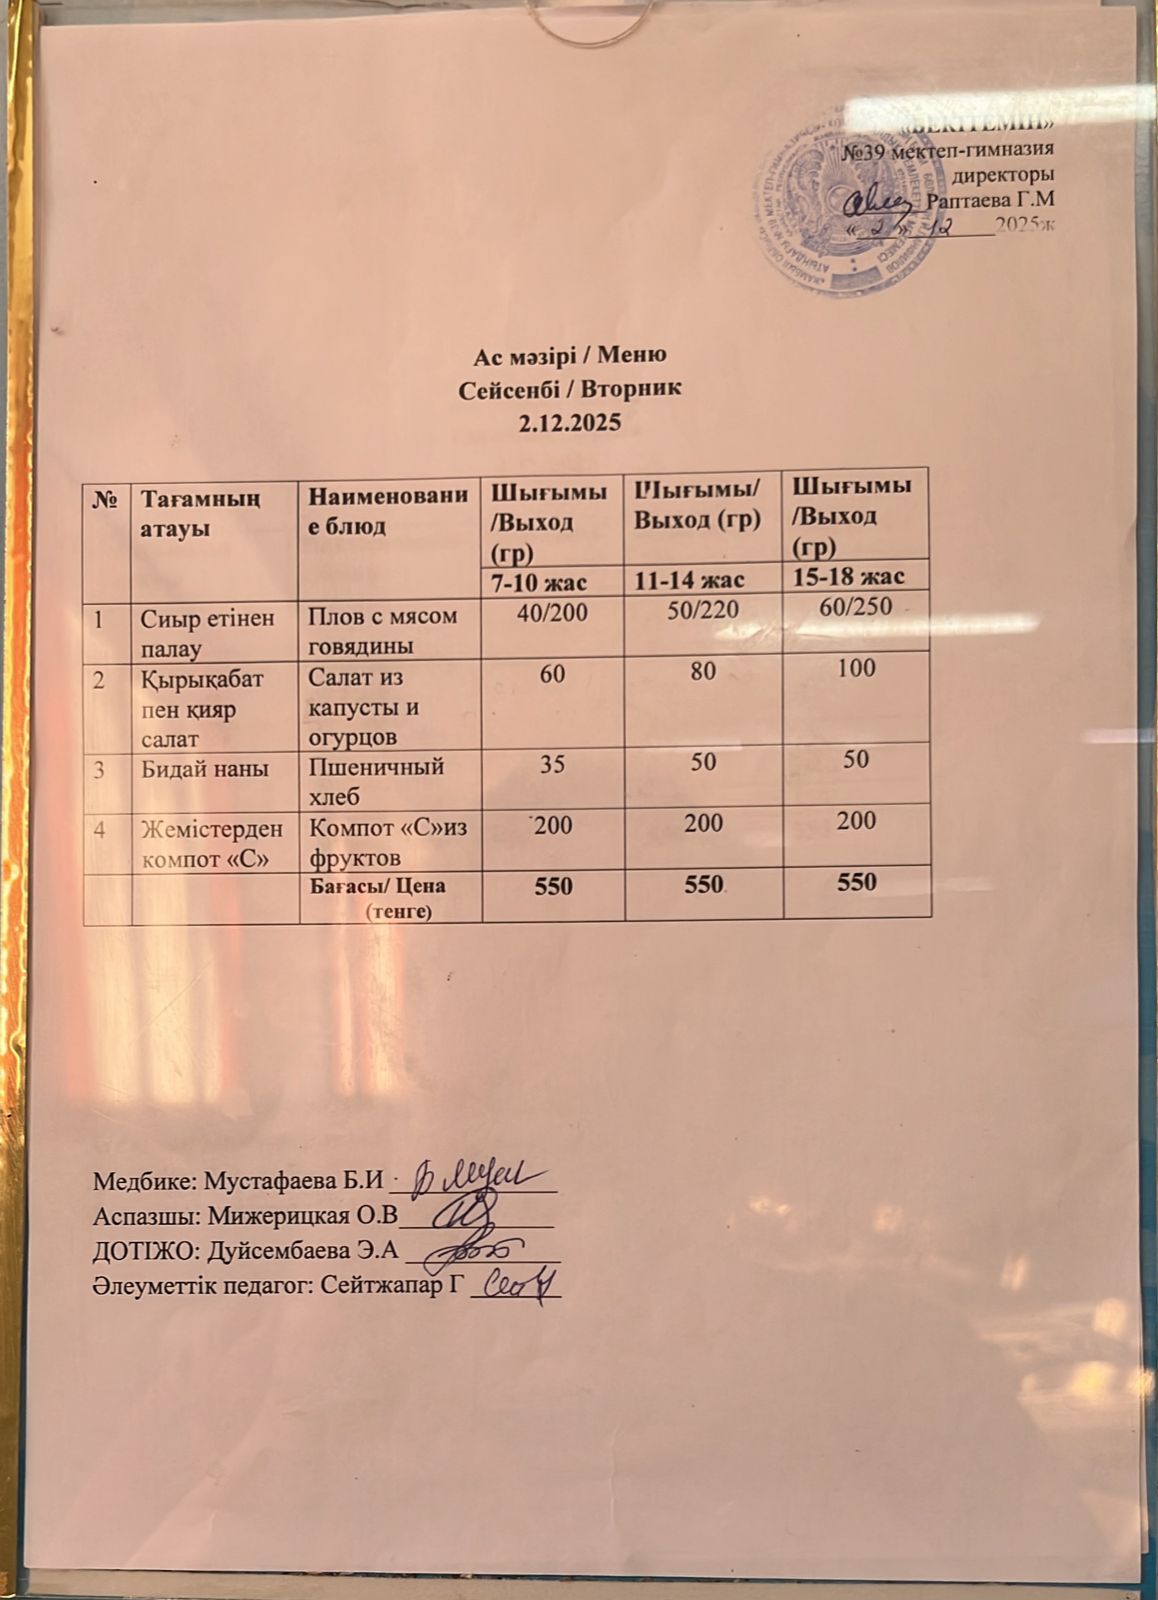 «БЕКІТЕМІН»
№39 мектеп-гимназия
директоры
Раптаева Г.М
«2» 12 2025ж
Ас мәзірі / Меню
Сейсенбі / Вторник
2.12.2025
№ Тағамның атауы Наименование блюд Шығымы/Выход (гр) Шығымы/Выход (гр) Шығымы/Выход (гр)
7-10 жас 11-14 жас 15-18 жас
1 Сиыр етінен палау Плов с мясом говядины 40/200 50/220 60/250
2 Қырықабат пен қияр салат Салат из капусты и огурцов 60 80 100
3 Бидай наны Пшеничный хлеб 35 50 50
4 Жемістерден компот «С» Компот «С»из фруктов 200 200 200
Бағасы/ Цена (тенге) 550 550 550
Медбике: Мустафаева Б.И
Аспазшы: Мижерицкая О.В
ДОТІЖО: Дуйсембаева Э.А
Әлеуметтік педагог: Сейтжапар Г